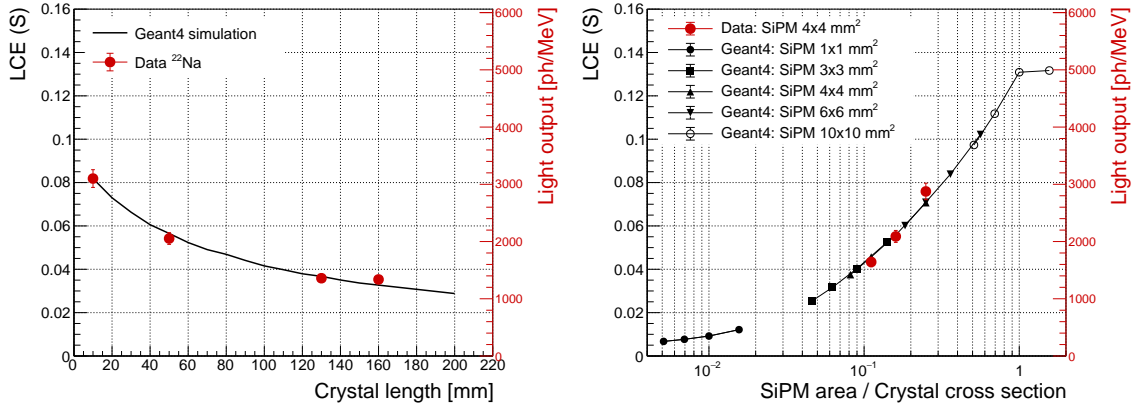 LCE (S)
0.16
0.14
0.12
0.1
0.08
0.06
0.04
0.02
0
Geant4 simulation
Data ²²Na
6000
5000
4000
3000
2000
1000
0
Light output [ph/MeV]
0 20 40 60 80 100 120 140 160 180 200 220
Crystal length [mm]
LCE (S)
0.16
0.14
0.12
0.1
0.08
0.06
0.04
0.02
0
Data: SiPM 4x4 mm²
Geant4: SiPM 1x1 mm²
Geant4: SiPM 3x3 mm²
Geant4: SiPM 4x4 mm²
Geant4: SiPM 6x6 mm²
Geant4: SiPM 10x10 mm²
6000
5000
4000
3000
2000
1000
0
Light output [ph/MeV]
10⁻² 10⁻¹ 1
SiPM area / Crystal cross section